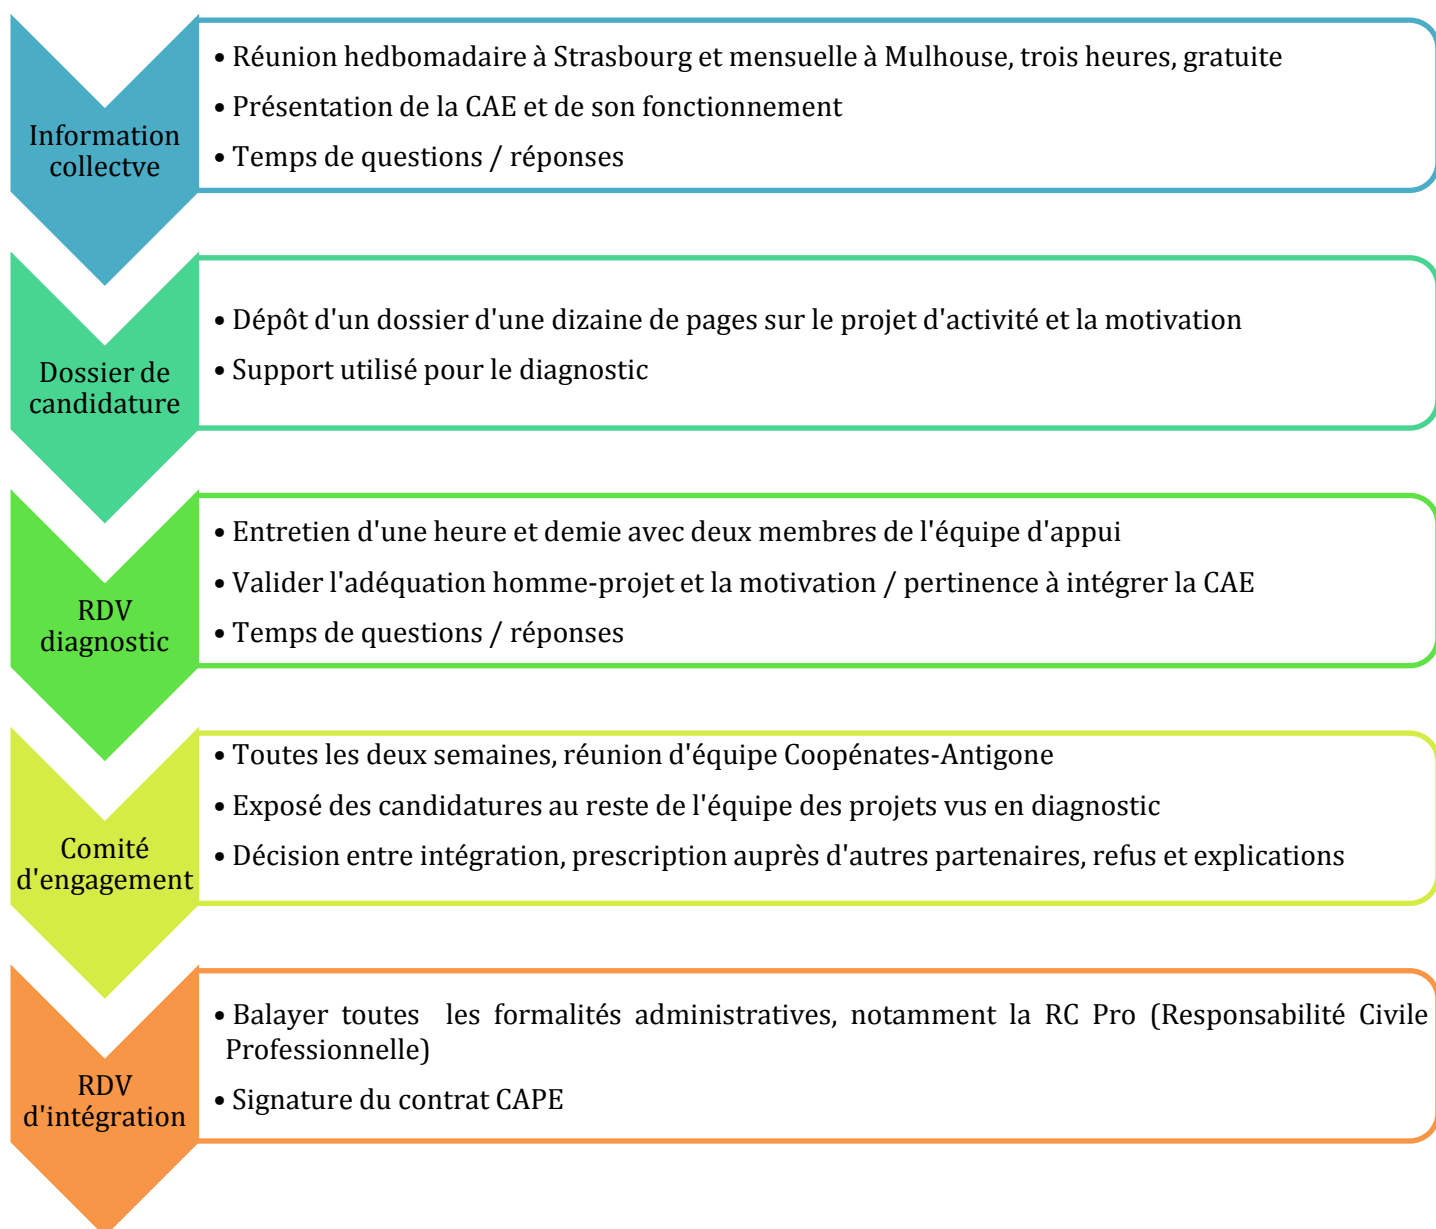 Information
collectve
• Réunion hedbomadaire à Strasbourg et mensuelle à Mulhouse, trois heures, gratuite
• Présentation de la CAE et de son fonctionnement
• Temps de questions / réponses
Dossier de
candidature
• Dépôt d'un dossier d'une dizaine de pages sur le projet d'activité et la motivation
• Support utilisé pour le diagnostic
RDV
diagnostic
• Entretien d'une heure et demie avec deux membres de l'équipe d'appui
• Valider l'adéquation homme-projet et la motivation / pertinence à intégrer la CAE
• Temps de questions / réponses
Comité
d'engagement
• Toutes les deux semaines, réunion d'équipe Coopénates-Antigone
• Exposé des candidatures au reste de l'équipe des projets vus en diagnostic
• Décision entre intégration, prescription auprès d'autres partenaires, refus et explications
RDV
d'intégration
• Balayer toutes les formalités administratives, notamment la RC Pro (Responsabilité Civile
Professionnelle)
• Signature du contrat CAPE